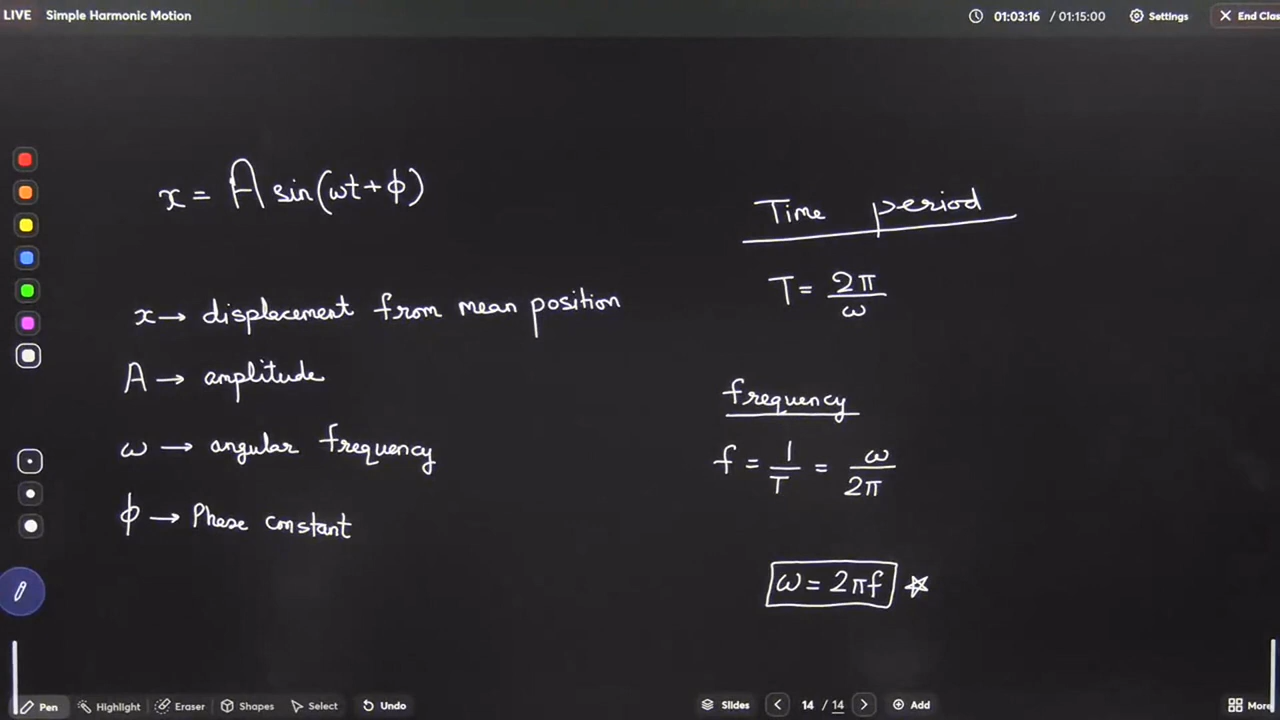 LIVE Simple Harmonic Motion
01:03:16 / 01:15:00 Settings End Clas
x = A sin(ωt + ϕ)
x → displacement from mean position
A → amplitude
ω → angular frequency
ϕ → Phase constant
Time period
T = 2π/ω
frequency
f = 1/T = ω/2π
ω = 2πf ☆
Pen Highlight Eraser Shapes Select Undo
Slides 14 / 14 Add
More